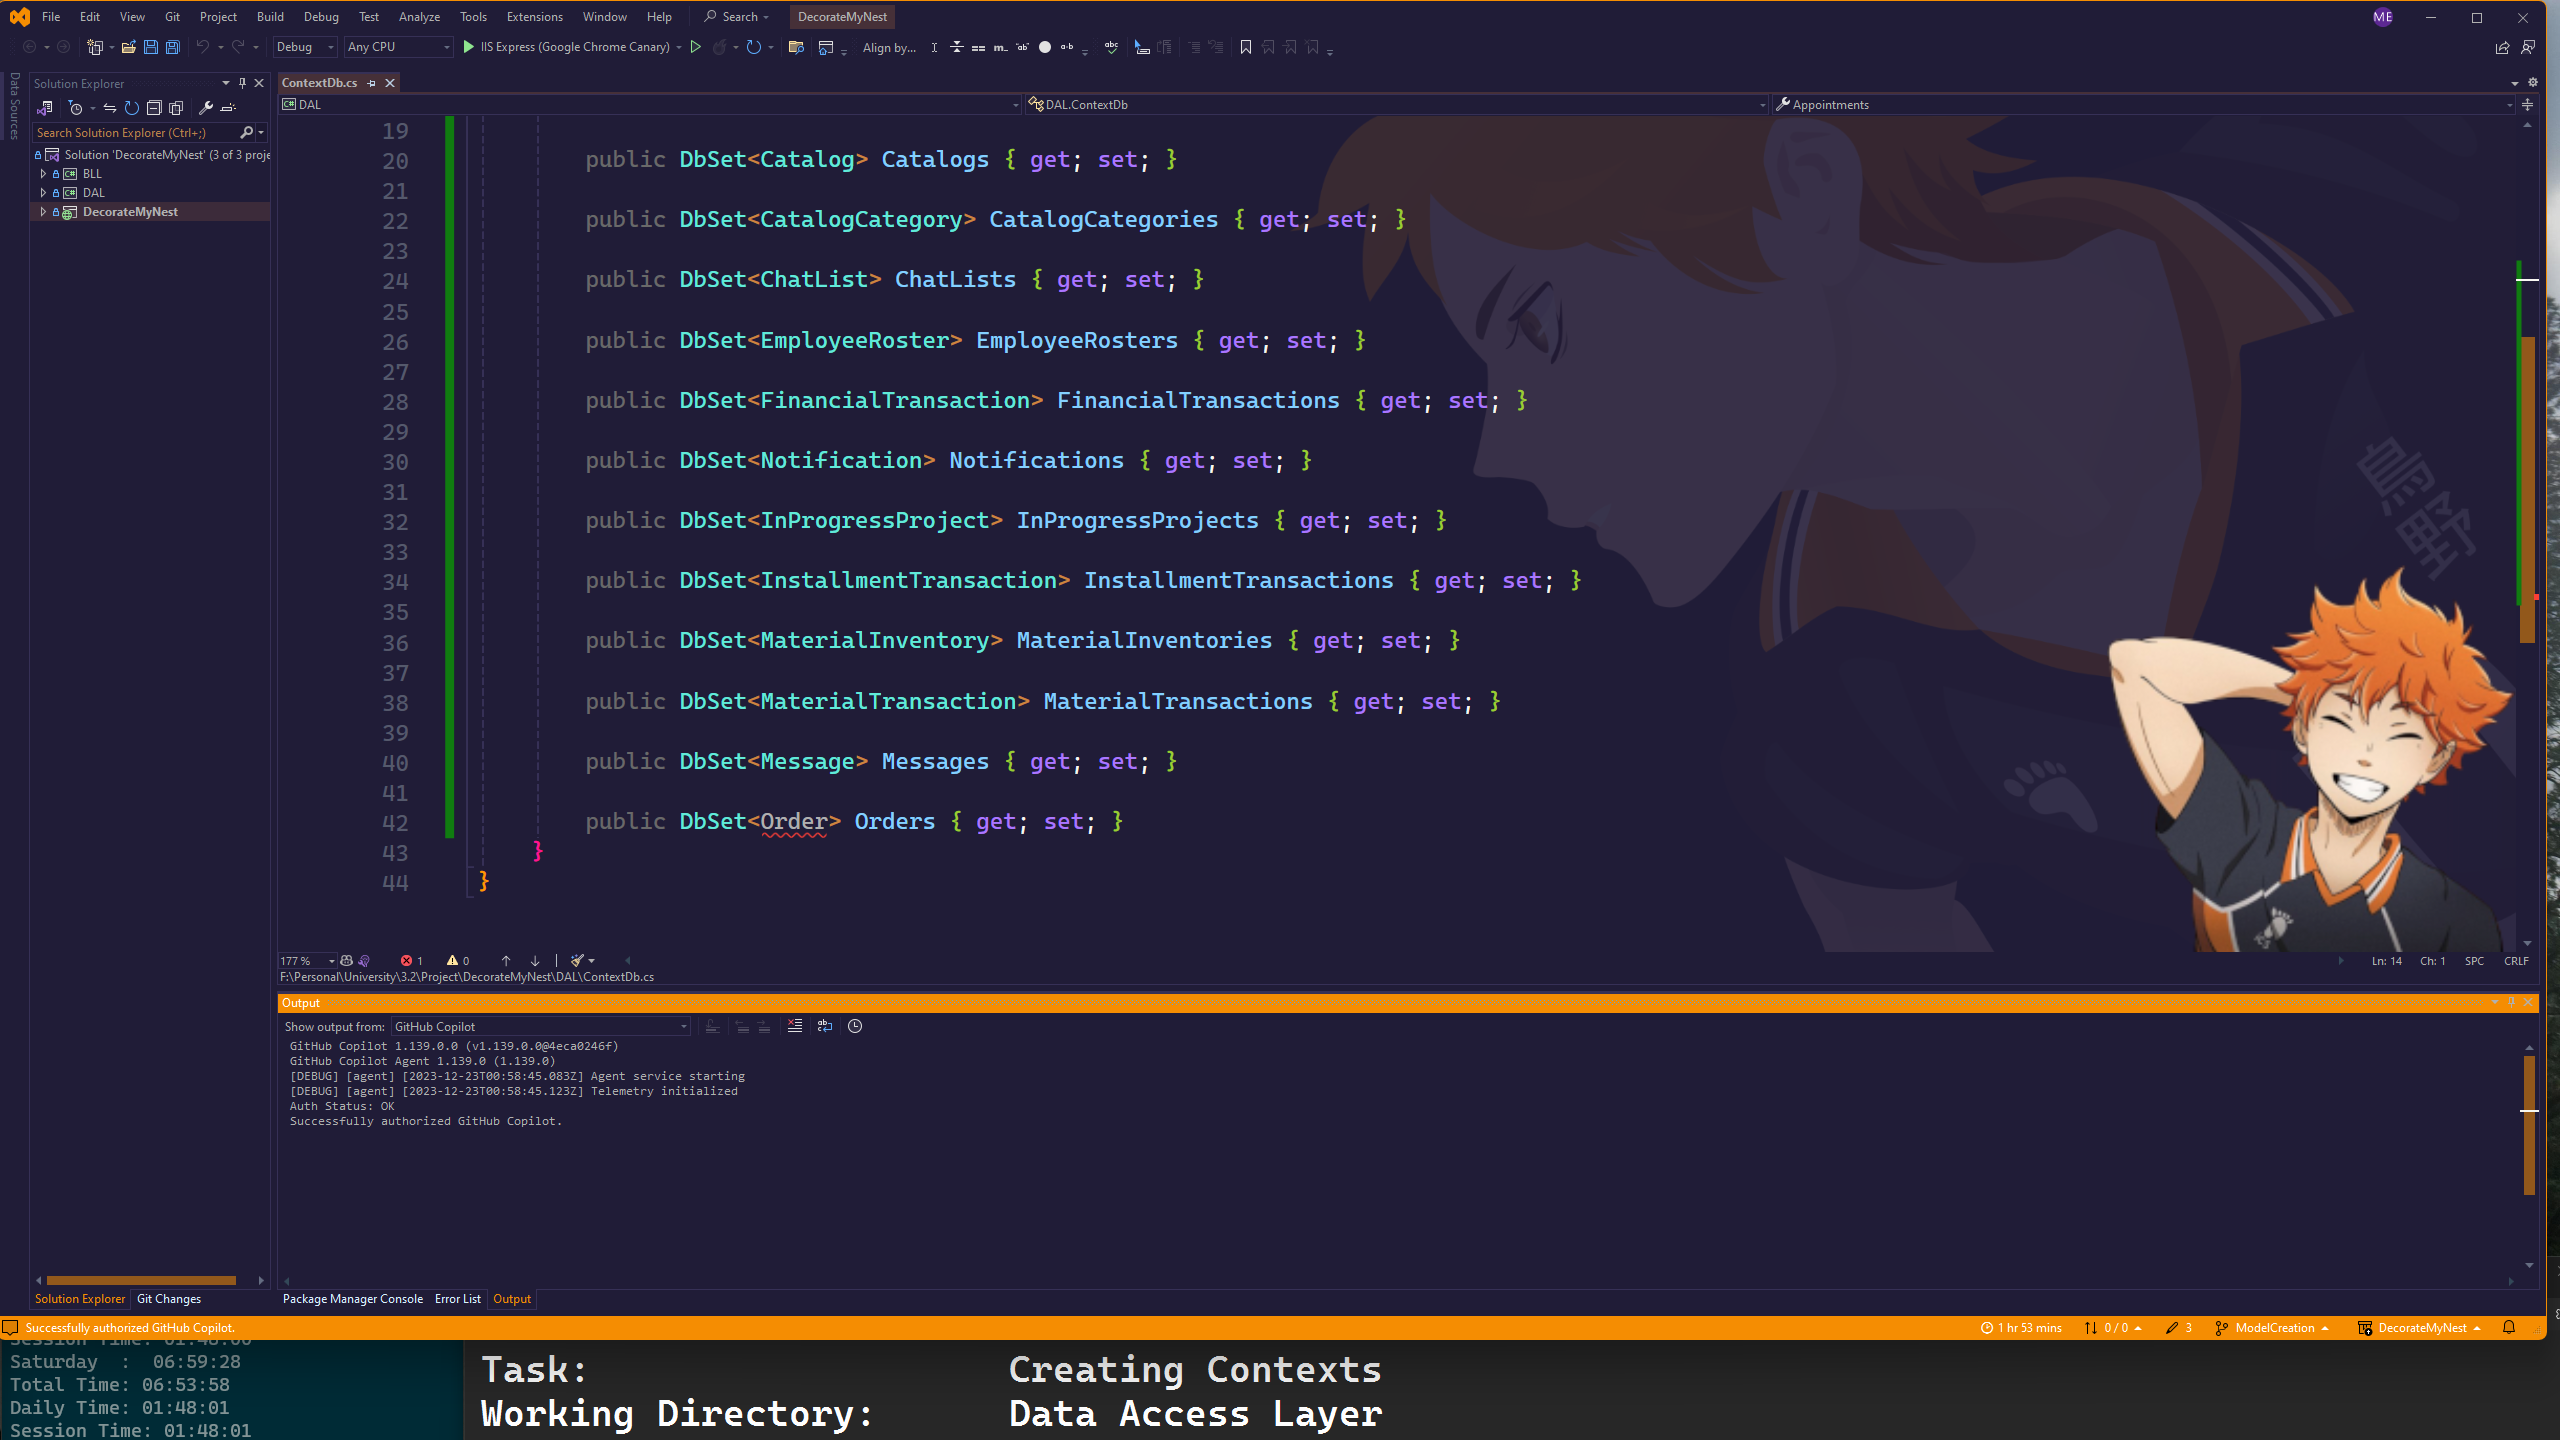 File Edit View Git Project Build Debug Test Analyze Tools Extensions Window Help Search DecorateMyNest ME
Debug Any CPU IIS Express (Google Chrome Canary) Align by...
Data Sources
Solution Explorer
Search Solution Explorer (Ctrl+;)
Solution 'DecorateMyNest' (3 of 3 proje
BLL
DAL
DecorateMyNest
ContextDb.cs
DAL DAL.ContextDb Appointments
19
20 public DbSet<Catalog> Catalogs { get; set; }
21
22 public DbSet<CatalogCategory> CatalogCategories { get; set; }
23
24 public DbSet<ChatList> ChatLists { get; set; }
25
26 public DbSet<EmployeeRoster> EmployeeRosters { get; set; }
27
28 public DbSet<FinancialTransaction> FinancialTransactions { get; set; }
29
30 public DbSet<Notification> Notifications { get; set; }
31
32 public DbSet<InProgressProject> InProgressProjects { get; set; }
33
34 public DbSet<InstallmentTransaction> InstallmentTransactions { get; set; }
35
36 public DbSet<MaterialInventory> MaterialInventories { get; set; }
37
38 public DbSet<MaterialTransaction> MaterialTransactions { get; set; }
39
40 public DbSet<Message> Messages { get; set; }
41
42 public DbSet<Order> Orders { get; set; }
43 }
44 }
烏野
177 % 1 0 Ln: 14 Ch: 1 SPC CRLF
F:\Personal\University\3.2\Project\DecorateMyNest\DAL\ContextDb.cs
Output
Show output from: GitHub Copilot
GitHub Copilot 1.139.0.0 (v1.139.0.0@4eca0246f)
GitHub Copilot Agent 1.139.0 (1.139.0)
[DEBUG] [agent] [2023-12-23T00:58:45.083Z] Agent service starting
[DEBUG] [agent] [2023-12-23T00:58:45.123Z] Telemetry initialized
Auth Status: OK
Successfully authorized GitHub Copilot.
Solution Explorer Git Changes
Package Manager Console Error List Output
Successfully authorized GitHub Copilot. 1 hr 53 mins 0 / 0 3 ModelCreation DecorateMyNest
Session Time: 01:48:00
Saturday : 06:59:28
Total Time: 06:53:58
Daily Time: 01:48:01
Session Time: 01:48:01
Task: Creating Contexts
Working Directory: Data Access Layer